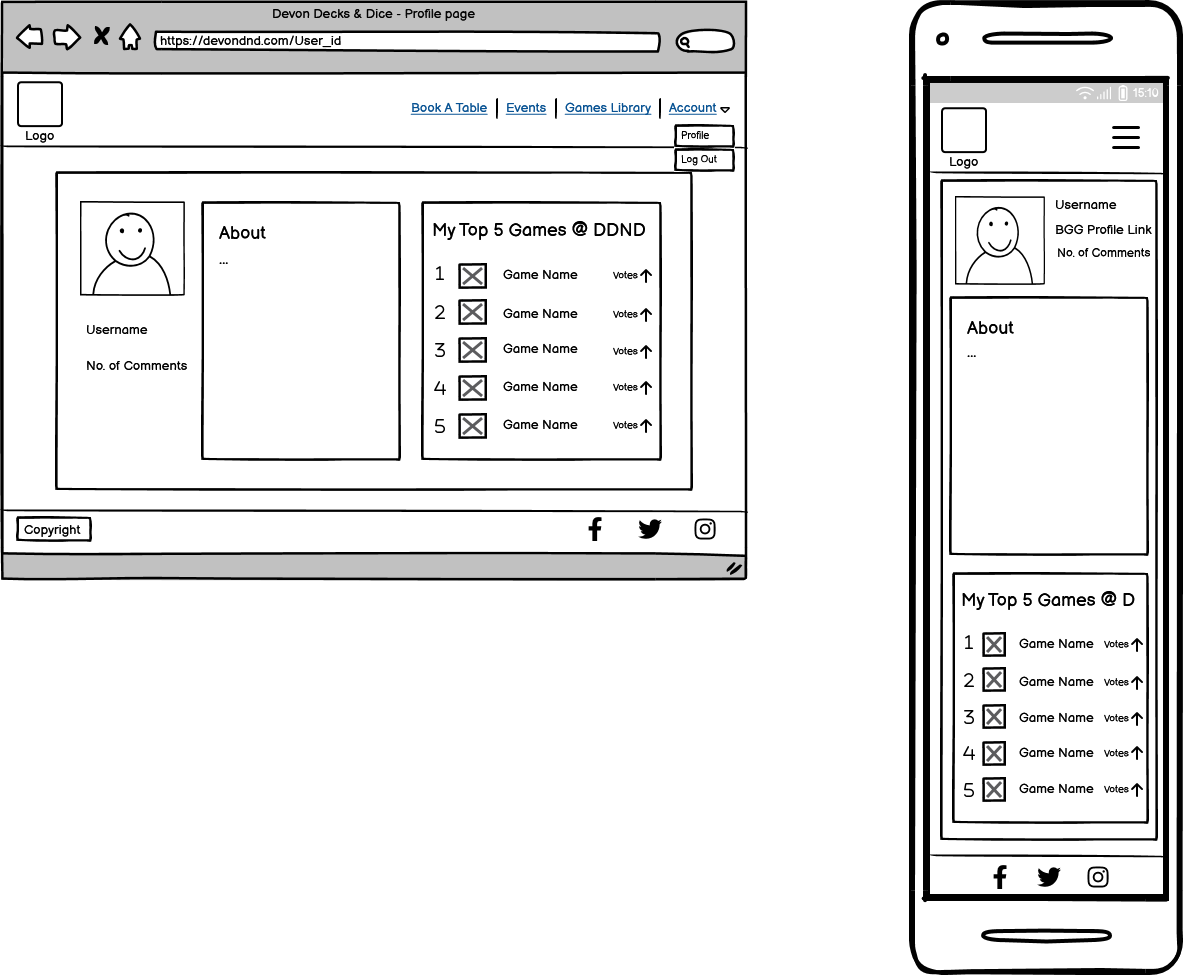 Devon Decks & Dice - Profile page
https://devondnd.com/User_id
Logo
Book A Table
Events
Games Library
Account
Profile
Log Out
Username
No. of Comments
About
...
My Top 5 Games @ DDND
1 Game Name Votes
2 Game Name Votes
3 Game Name Votes
4 Game Name Votes
5 Game Name Votes
Copyright
15:10
Logo
Username
BGG Profile Link
No. of Comments
About
...
My Top 5 Games @ D
1 Game Name Votes
2 Game Name Votes
3 Game Name Votes
4 Game Name Votes
5 Game Name Votes